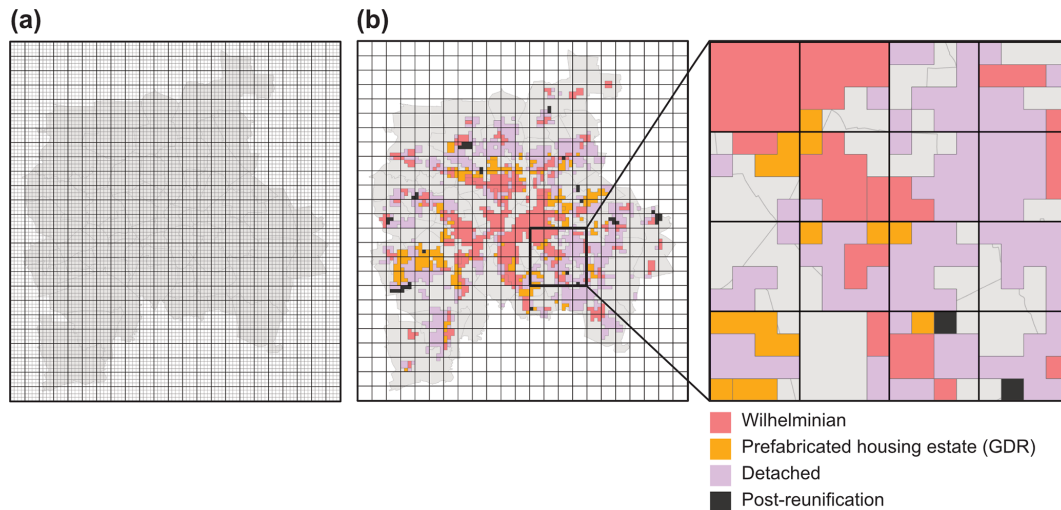 (a)
(b)
Wilhelminian
Prefabricated housing estate (GDR)
Detached
Post-reunification